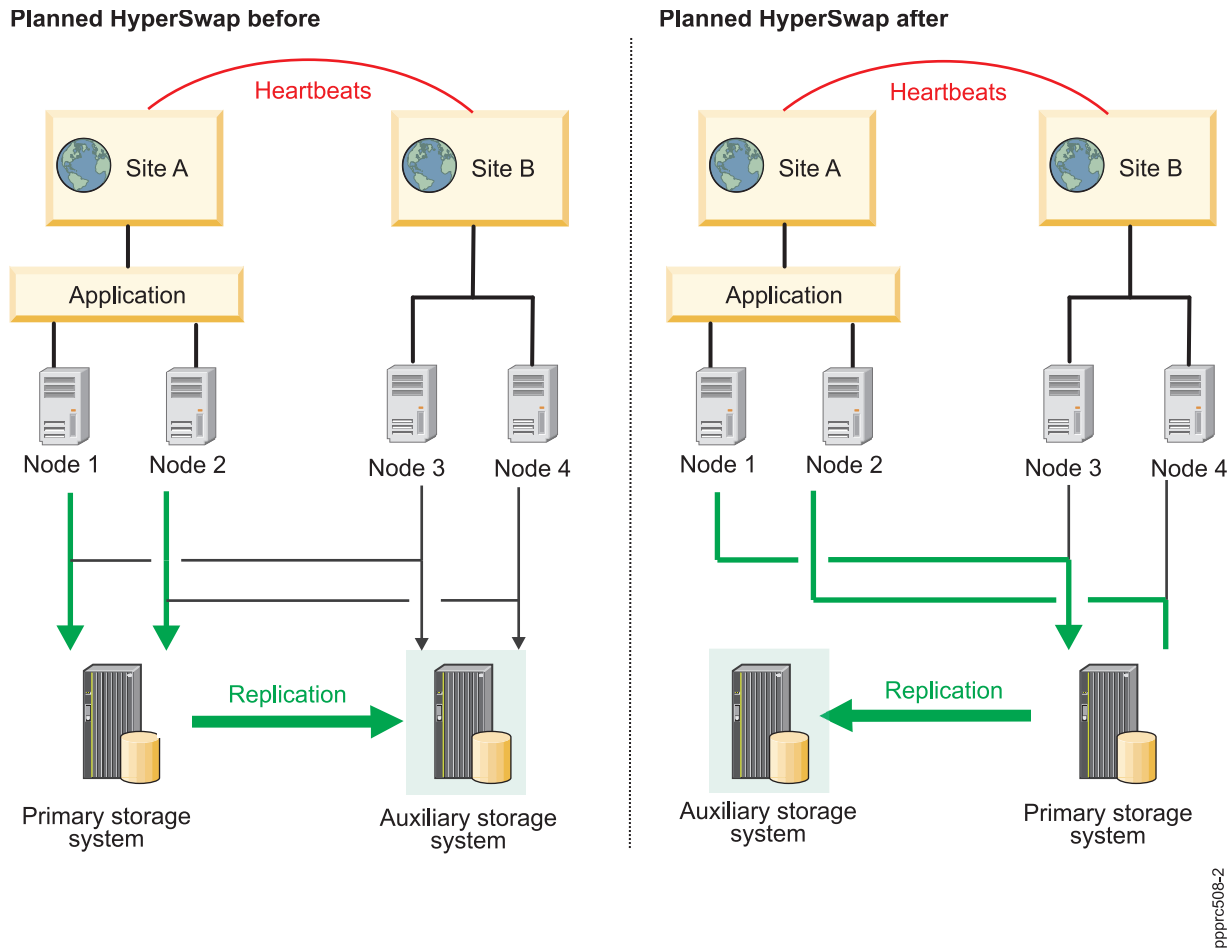 Planned HyperSwap before
Heartbeats
Site A
Site B
Application
Node 1
Node 2
Node 3
Node 4
Replication
Primary storage
system
Auxiliary storage
system
Planned HyperSwap after
Heartbeats
Site A
Site B
Application
Node 1
Node 2
Node 3
Node 4
Replication
Auxiliary storage
system
Primary storage
system
ppprc508-2